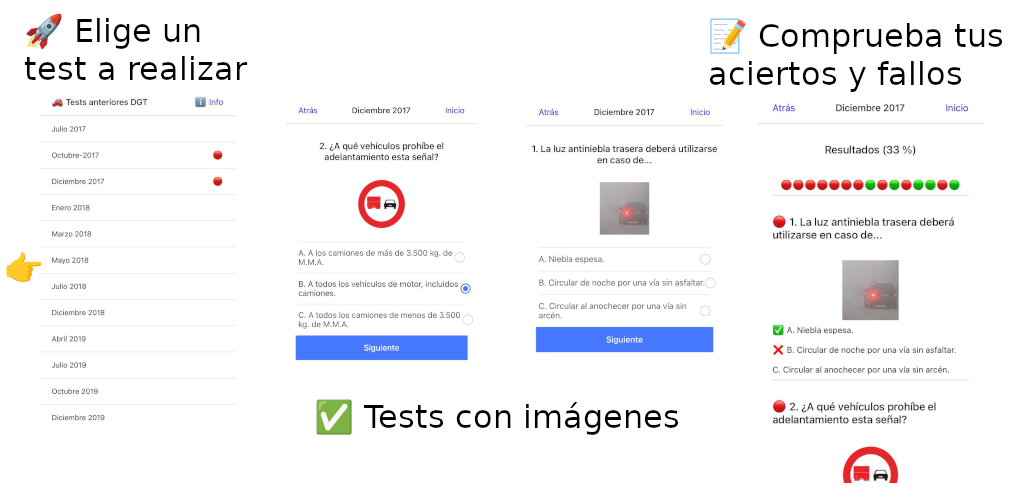 🚀 Elige un
test a realizar
🚗 Tests anteriores DGT
ℹ️ Info
Julio 2017
Octubre-2017
Diciembre 2017
Enero 2018
Marzo 2018
Mayo 2018
Julio 2018
Diciembre 2018
Abril 2019
Julio 2019
Octubre 2019
Diciembre 2019
Atrás
Diciembre 2017
Inicio
2. ¿A qué vehículos prohíbe el
adelantamiento esta señal?
A. A los camiones de más de 3.500 kg. de
M.M.A.
B. A todos los vehículos de motor, incluidos
camiones.
C. A todos los camiones de menos de 3.500
kg. de M.M.A.
Siguiente
Atrás
Diciembre 2017
Inicio
1. La luz antiniebla trasera deberá utilizarse
en caso de...
A. Niebla espesa.
B. Circular de noche por una vía sin asfaltar.
C. Circular al anochecer por una vía sin
arcén.
Siguiente
✅ Tests con imágenes
📝 Comprueba tus
aciertos y fallos
Atrás
Diciembre 2017
Inicio
Resultados (33 %)
🔴 1. La luz antiniebla trasera deberá
utilizarse en caso de...
✅ A. Niebla espesa.
❌ B. Circular de noche por una vía sin asfaltar.
C. Circular al anochecer por una vía sin arcén.
🔴 2. ¿A qué vehículos prohíbe el
adelantamiento esta señal?